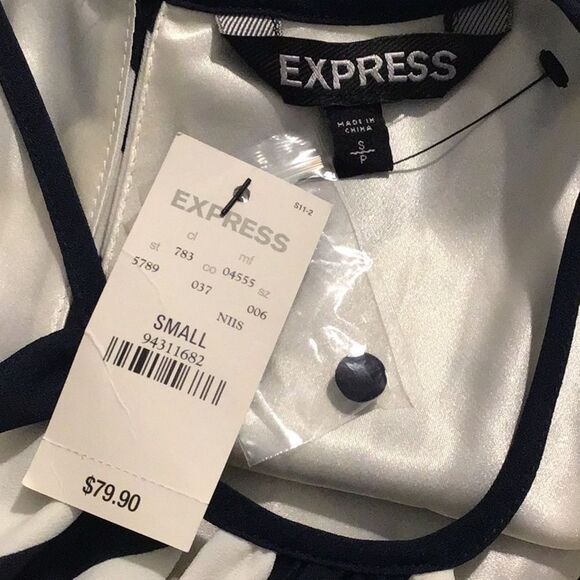 EXPRESS
MADE IN
CHINA
S
P
EXPRESS
S11-2
cl
mf
st
783
co
04555
sz
5789
037
006
NIIS
SMALL
94311682
$79.90